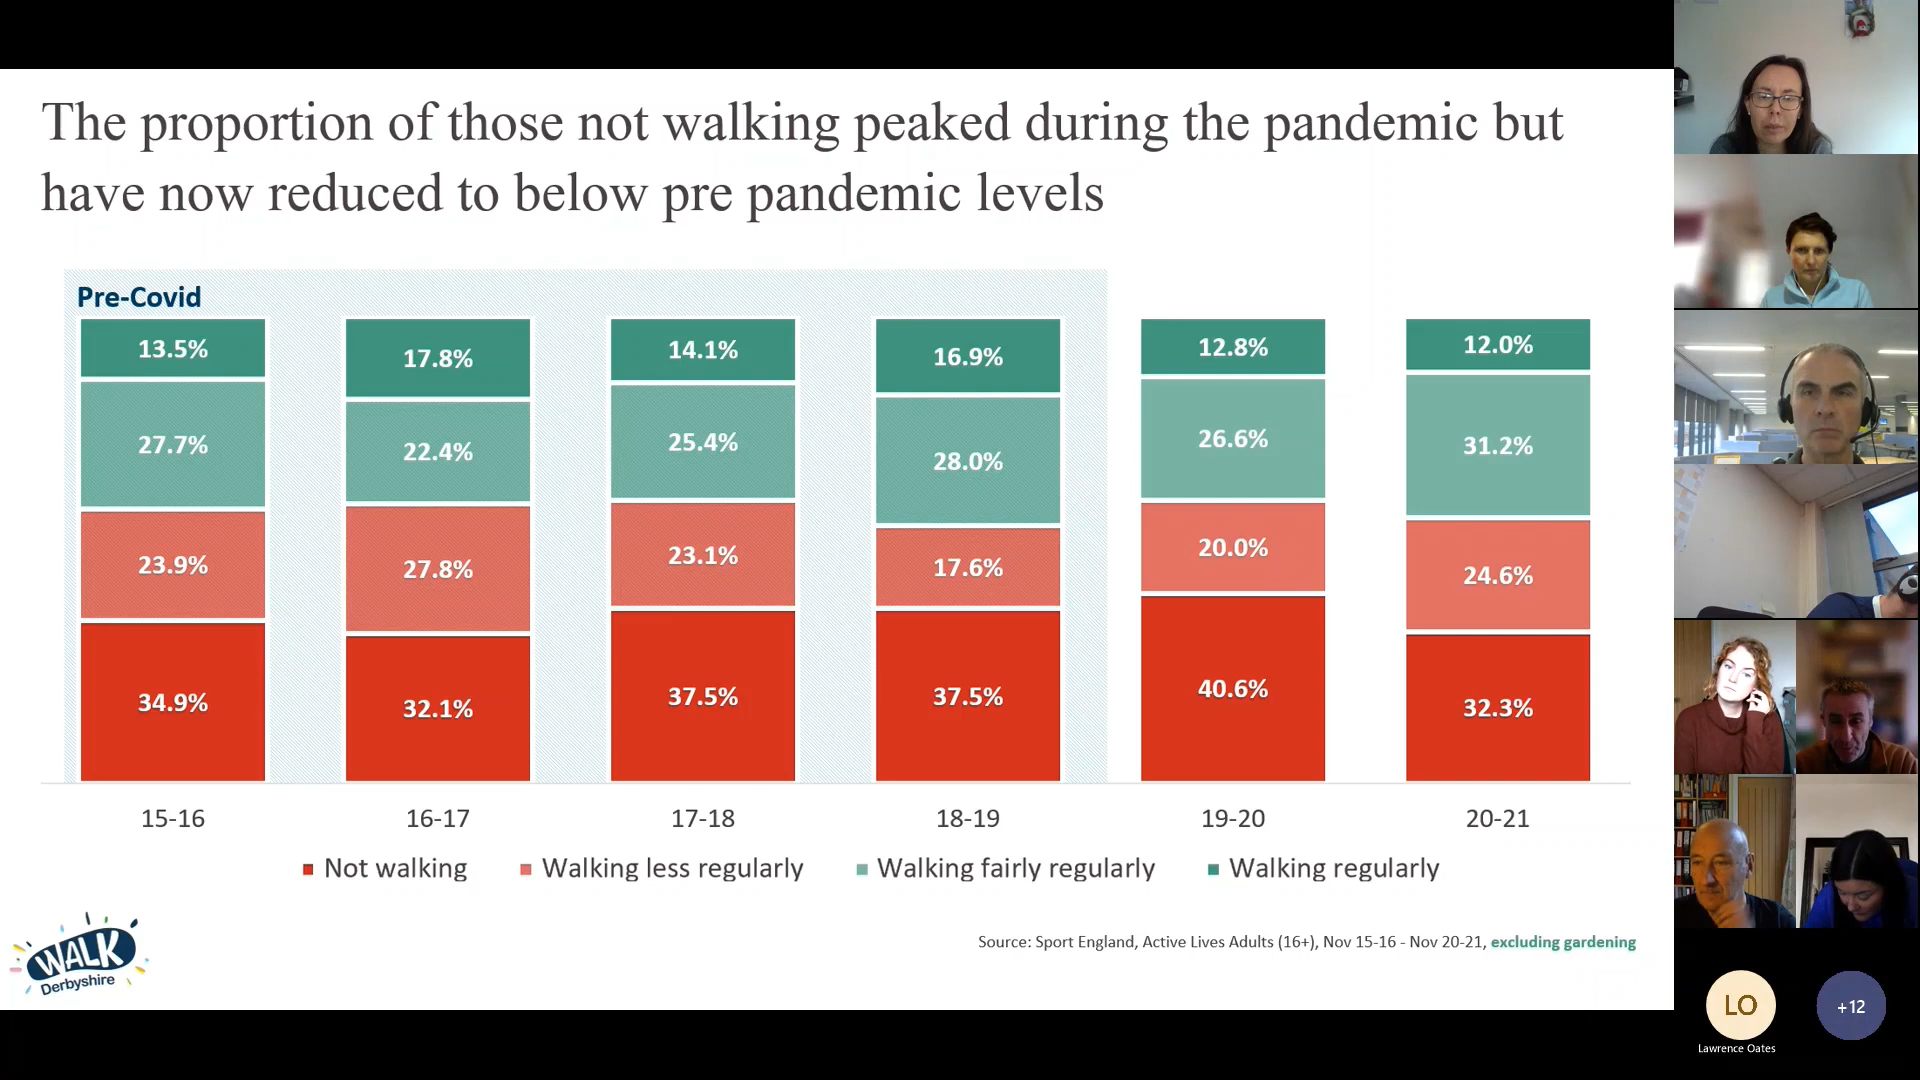 The proportion of those not walking peaked during the pandemic but
have now reduced to below pre pandemic levels
Pre-Covid
13.5% 17.8% 14.1% 16.9% 12.8% 12.0%
27.7% 22.4% 25.4% 28.0% 26.6% 31.2%
23.9% 27.8% 23.1% 17.6% 20.0% 24.6%
34.9% 32.1% 37.5% 37.5% 40.6% 32.3%
15-16 16-17 17-18 18-19 19-20 20-21
Not walking Walking less regularly Walking fairly regularly Walking regularly
WALK
Derbyshire
Source: Sport England, Active Lives Adults (16+), Nov 15-16 - Nov 20-21, excluding gardening
LO
+12
Lawrence Oates